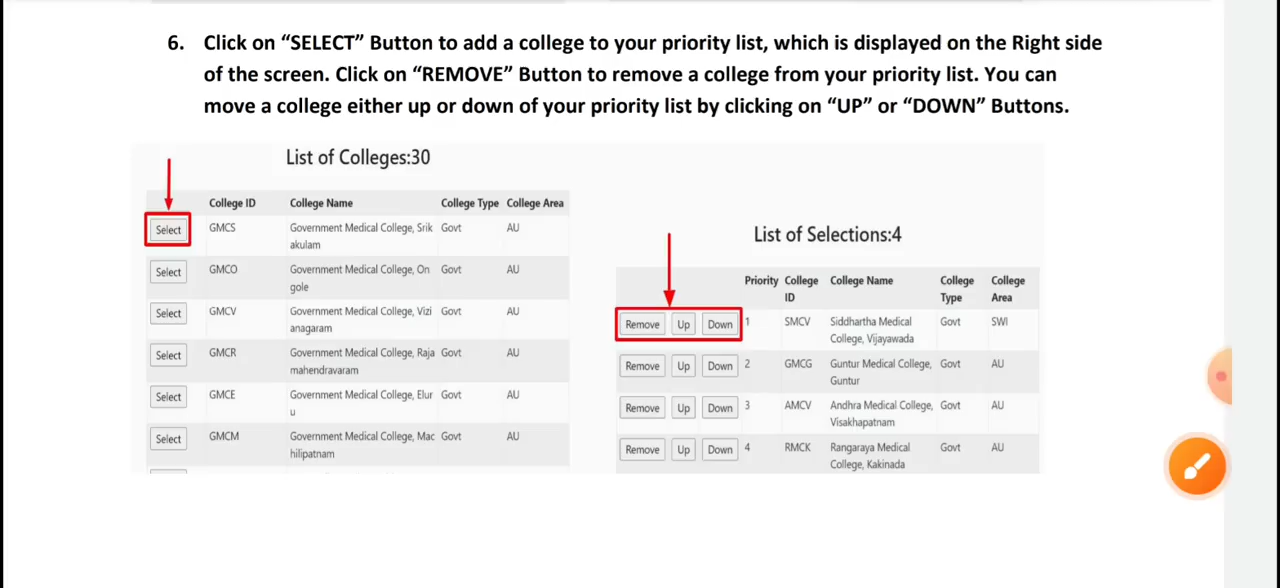 6. Click on “SELECT” Button to add a college to your priority list, which is displayed on the Right side
of the screen. Click on “REMOVE” Button to remove a college from your priority list. You can
move a college either up or down of your priority list by clicking on “UP” or “DOWN” Buttons.
List of Colleges:30
College ID College Name College Type College Area
Select GMCS Government Medical College, Srik Govt AU
akulam
Select GMCO Government Medical College, On Govt AU
gole
Select GMCV Government Medical College, Vizi Govt AU
anagaram
Select GMCR Government Medical College, Raja Govt AU
mahendravaram
Select GMCE Government Medical College, Elur Govt AU
u
Select GMCM Government Medical College, Mac Govt AU
hilipatnam
List of Selections:4
Priority College College Name College College
ID Type Area
Remove Up Down 1 SMCV Siddhartha Medical Govt SWI
College, Vijayawada
Remove Up Down 2 GMCG Guntur Medical College, Govt AU
Guntur
Remove Up Down 3 AMCV Andhra Medical College, Govt AU
Visakhapatnam
Remove Up Down 4 RMCK Rangaraya Medical Govt AU
College, Kakinada